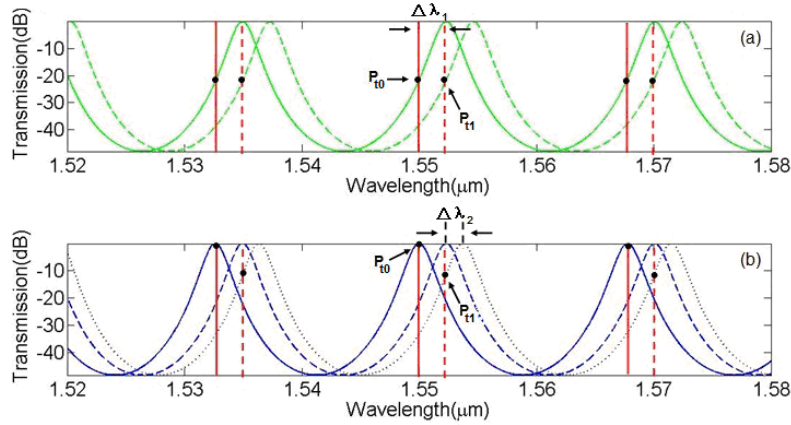 Δλ1
Transmission(dB)
-10
-20
-30
-40
(a)
Pt0
Pt1
1.52 1.53 1.54 1.55 1.56 1.57 1.58
Wavelength(μm)
Δλ2
Transmission(dB)
-10
-20
-30
-40
(b)
Pt0
Pt1
1.52 1.53 1.54 1.55 1.56 1.57 1.58
Wavelength(μm)